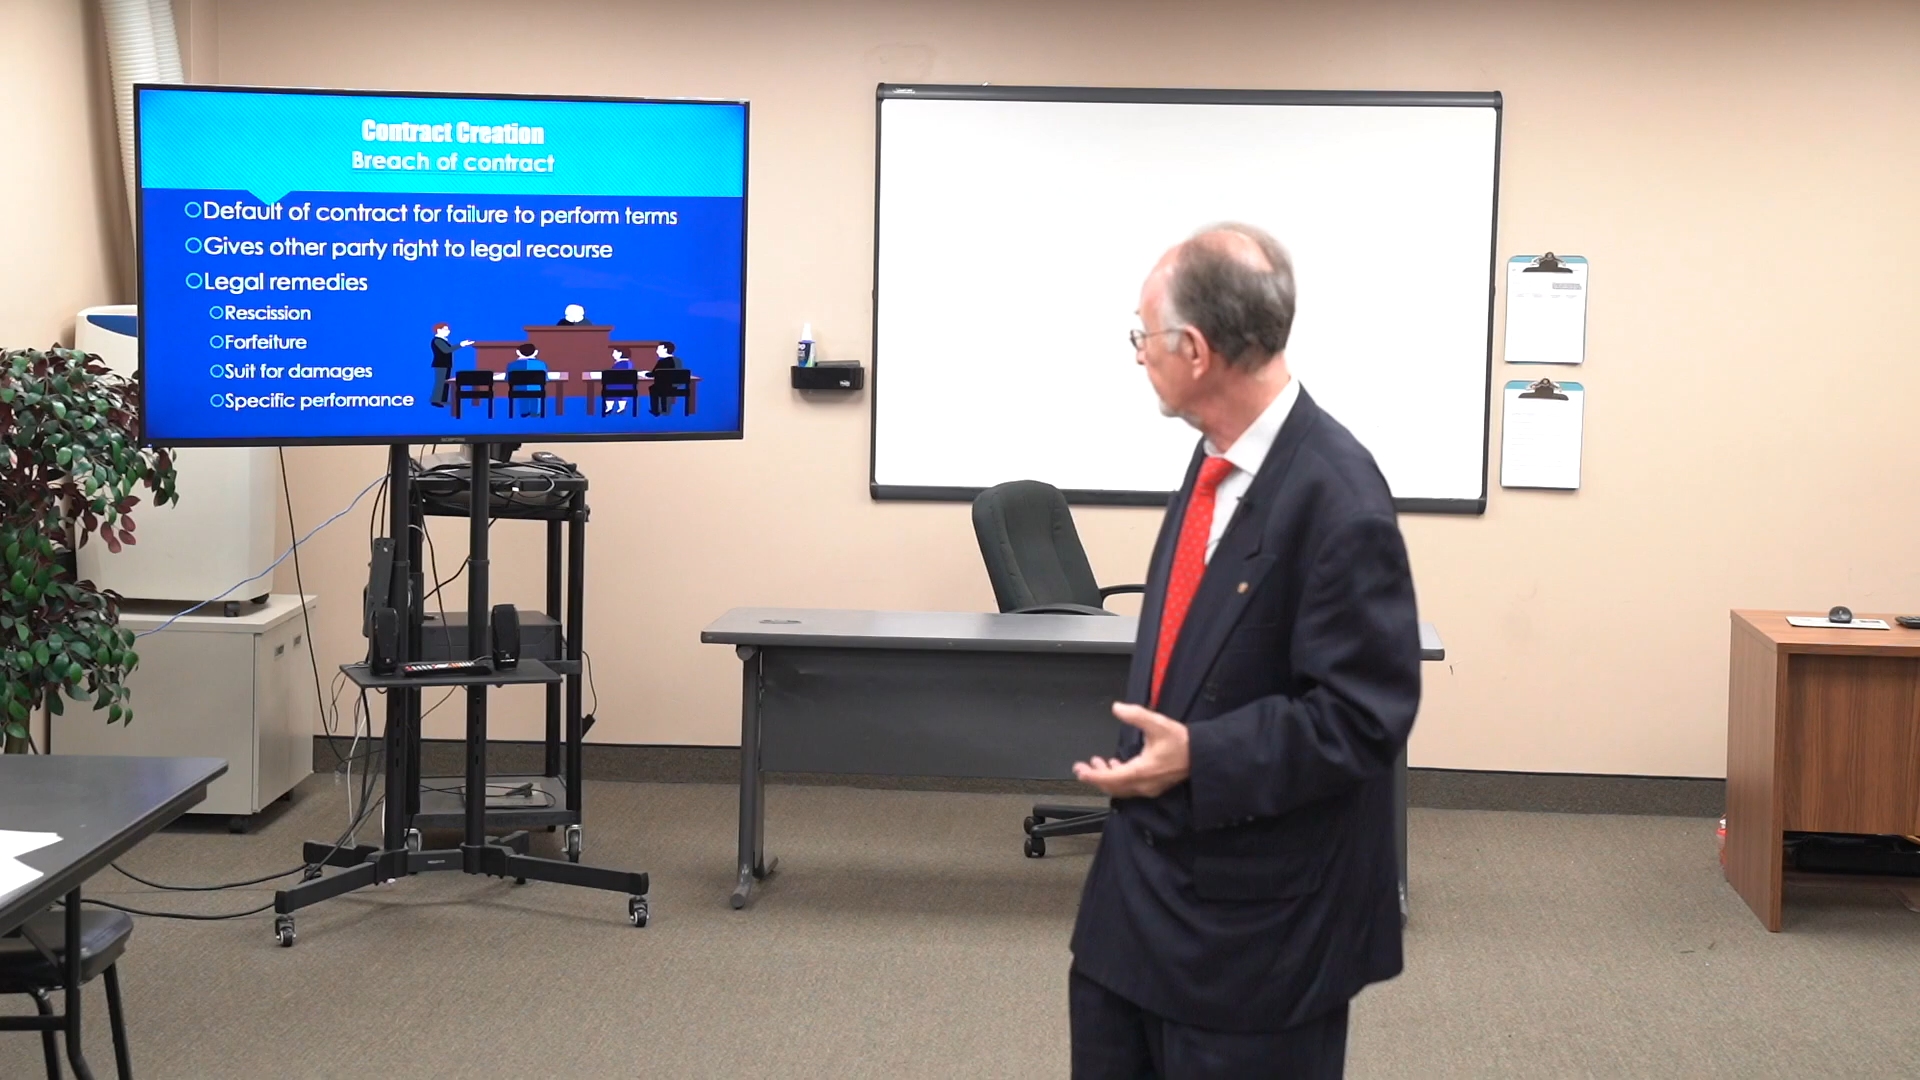 Contract Creation
Breach of contract
Default of contract for failure to perform terms
Gives other party right to legal recourse
Legal remedies
Rescission
Forfeiture
Suit for damages
Specific performance
SCEPTRE